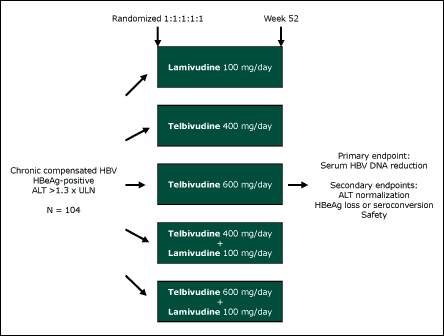 Randomized 1:1:1:1:1
Week 52
Lamivudine 100 mg/day
Telbivudine 400 mg/day
Chronic compensated HBV
HBeAg-positive
ALT >1.3 x ULN
N = 104
Telbivudine 600 mg/day
Primary endpoint:
Serum HBV DNA reduction
Secondary endpoints:
ALT normalization
HBeAg loss or seroconversion
Safety
Telbivudine 400 mg/day
+
Lamivudine 100 mg/day
Telbivudine 600 mg/day
+
Lamivudine 100 mg/day